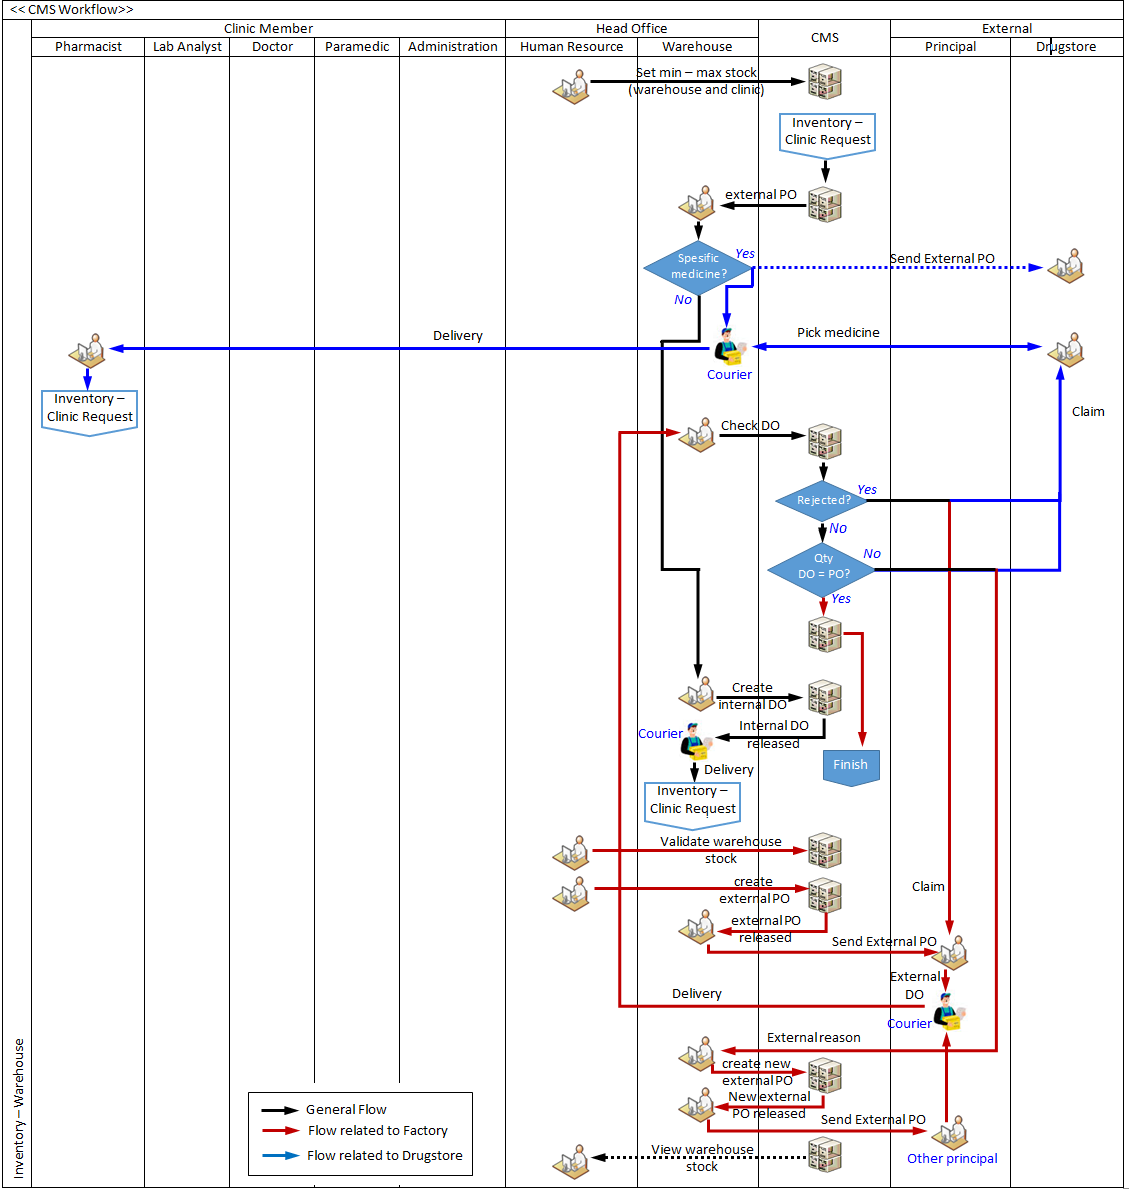 << CMS Workflow>>
Clinic Member
Head Office
CMS
External
Pharmacist
Lab Analyst
Doctor
Paramedic
Administration
Human Resource
Warehouse
Principal
Drugstore
Set min – max stock
(warehouse and clinic)
Inventory –
Clinic Request
external PO
Spesific
medicine?
Yes
No
Send External PO
Delivery
Pick medicine
Courier
Inventory –
Clinic Request
Claim
Check DO
Rejected?
Yes
No
Qty
DO = PO?
No
Yes
Create
internal DO
Internal DO
released
Courier
Finish
Delivery
Inventory –
Clinic Request
Validate warehouse
stock
create
external PO
Claim
external PO
released
Send External PO
External
DO
Delivery
Courier
External reason
create new
external PO
New external
PO released
Send External PO
Other principal
View warehouse
stock
Inventory – Warehouse
General Flow
Flow related to Factory
Flow related to Drugstore